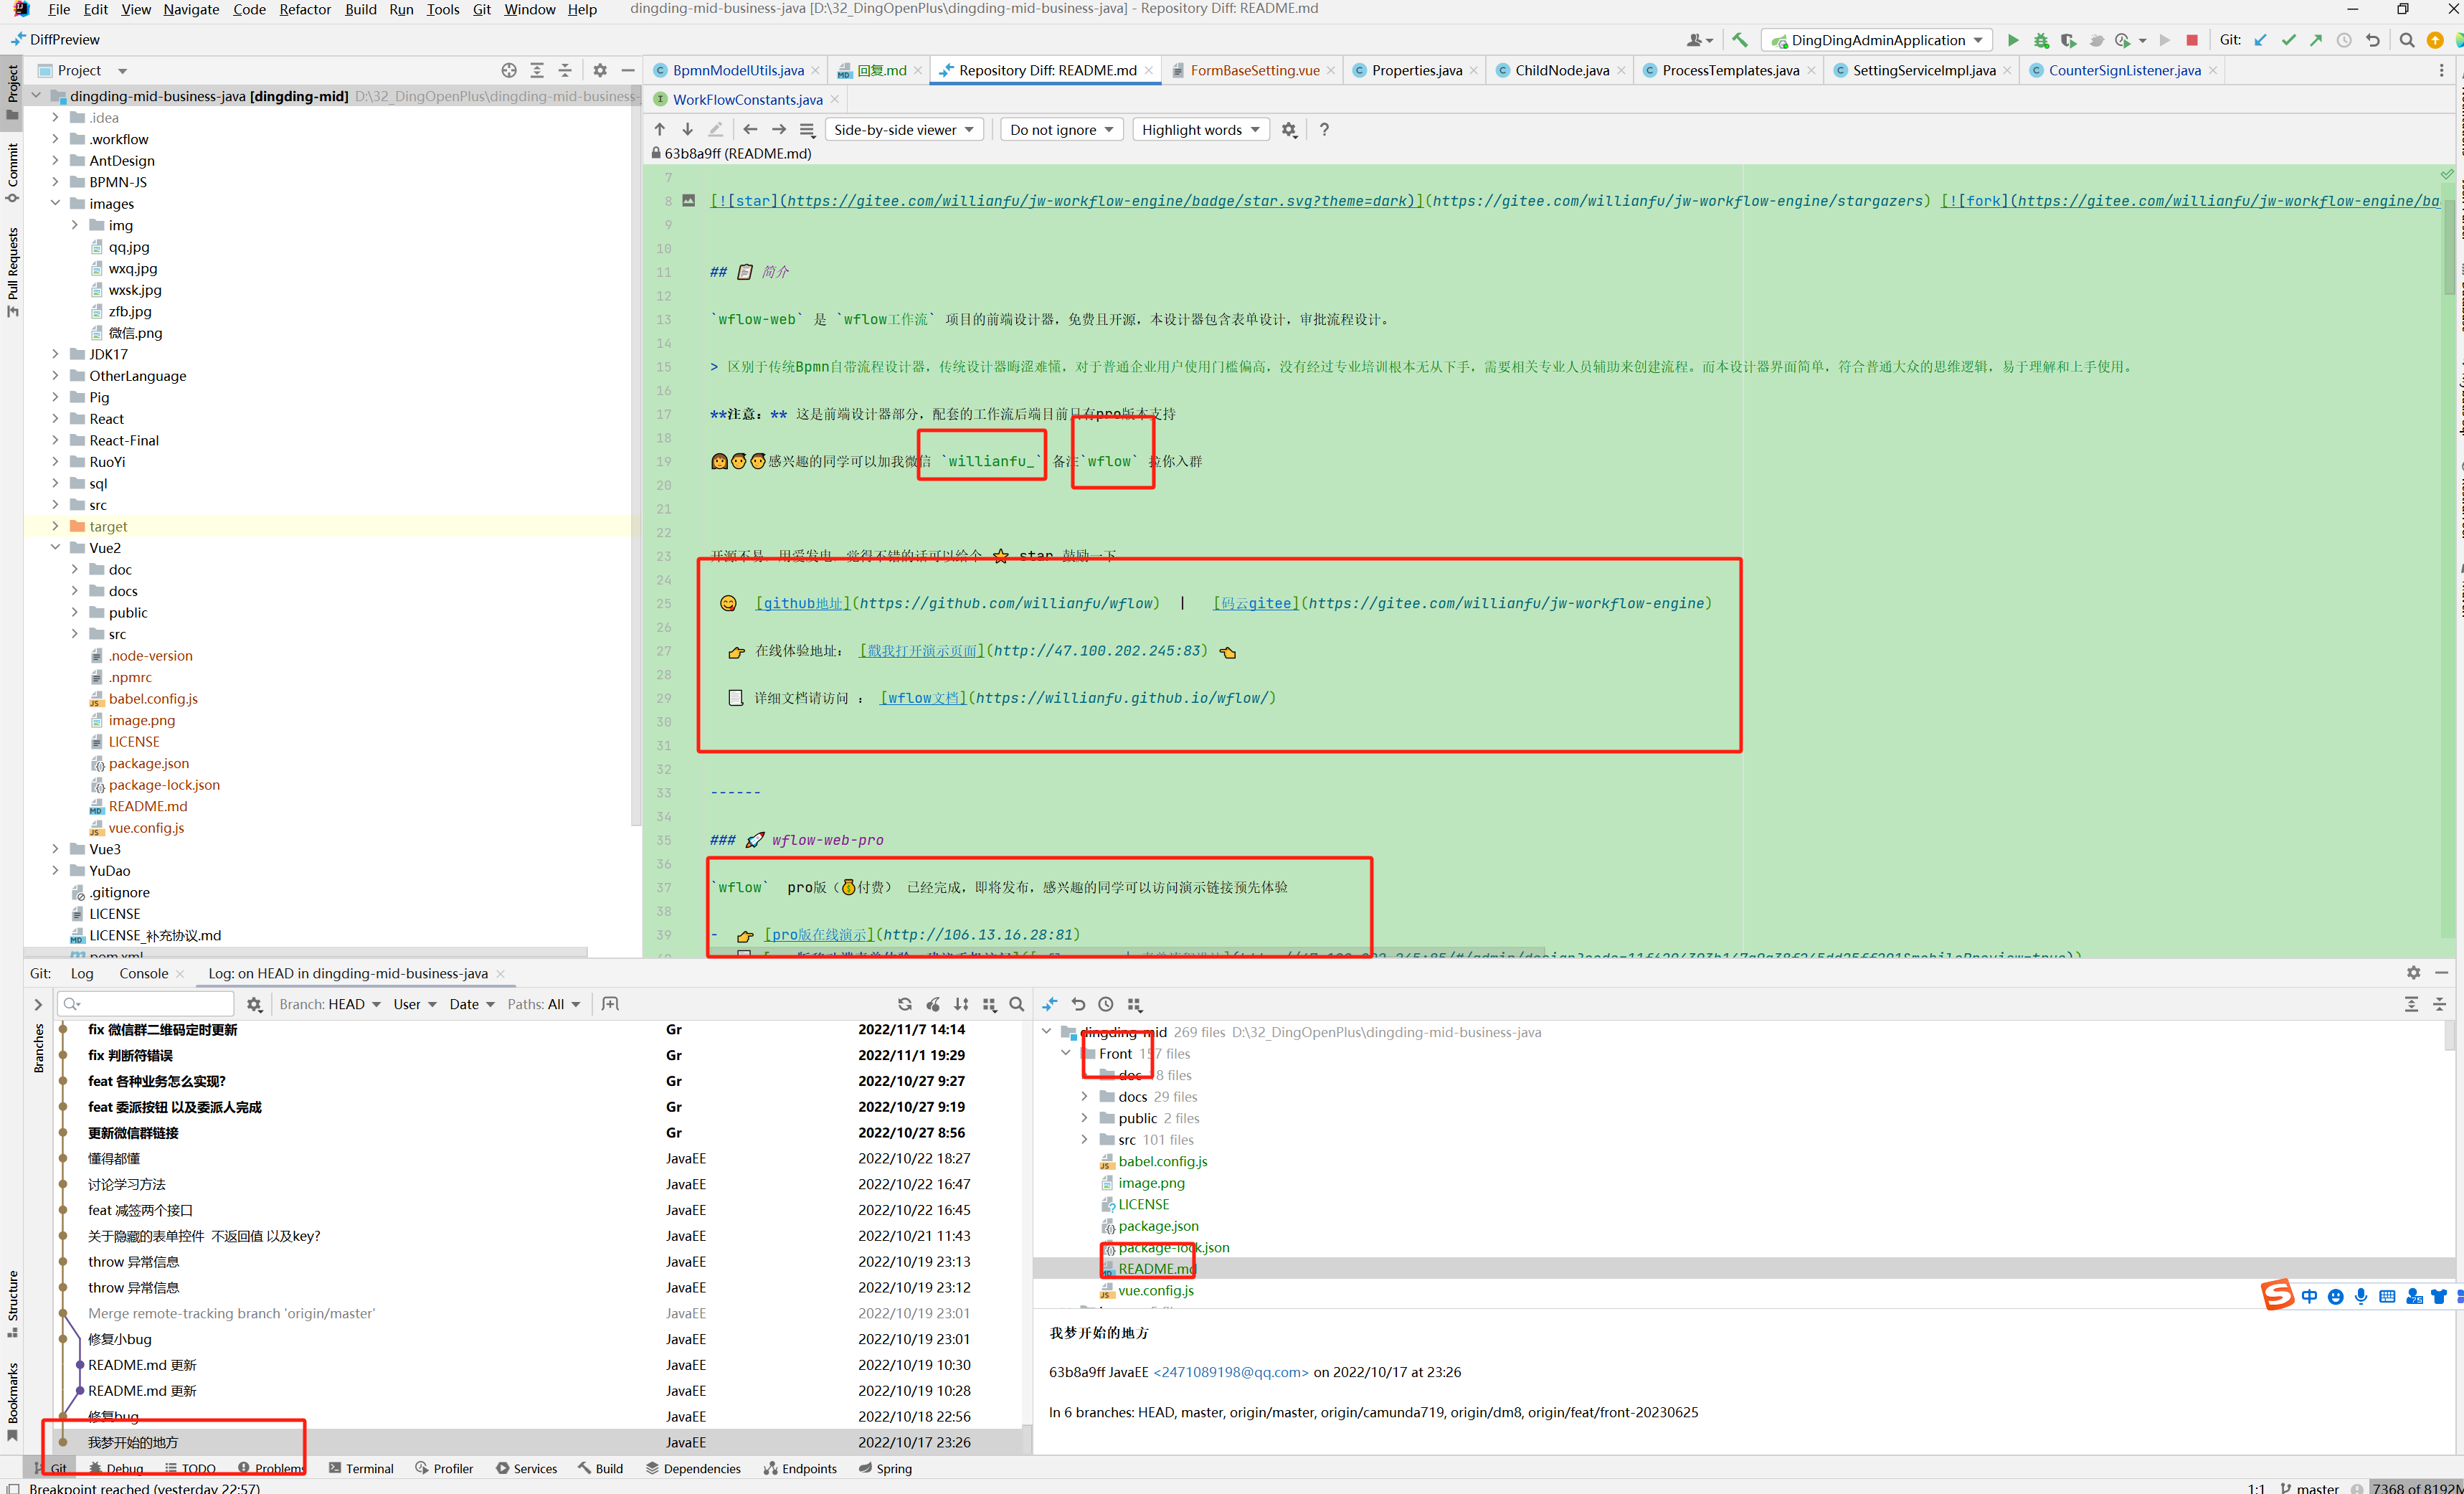 File Edit View Navigate Code Refactor Build Run Tools Git Window Help dingding-mid-business-java [D:\32_DingOpenPlus\dingding-mid-business-java] - Repository Diff: README.md
DiffPreview DingDingAdminApplication Git:
Project BpmnModelUtils.java 回复.md Repository Diff: README.md FormBaseSetting.vue Properties.java ChildNode.java ProcessTemplates.java SettingServiceImpl.java CounterSignListener.java
WorkFlowConstants.java
Side-by-side viewer Do not ignore Highlight words ?
63b8a9ff (README.md)
Project
Commit
Pull Requests
dingding-mid-business-java [dingding-mid] D:\32_DingOpenPlus\dingding-mid-business-
.idea
.workflow
AntDesign
BPMN-JS
images
img
qq.jpg
wxq.jpg
wxsk.jpg
zfb.jpg
微信.png
JDK17
OtherLanguage
Pig
React
React-Final
RuoYi
sql
src
target
Vue2
doc
docs
public
src
.node-version
.npmrc
babel.config.js
image.png
LICENSE
package.json
package-lock.json
README.md
vue.config.js
Vue3
YuDao
.gitignore
LICENSE
LICENSE_补充协议.md
pom.xml
7
8 [![star](https://gitee.com/willianfu/jw-workflow-engine/badge/star.svg?theme=dark)](https://gitee.com/willianfu/jw-workflow-engine/stargazers) [![fork](https://gitee.com/willianfu/jw-workflow-engine/ba
9
10
11 ## 📋 简介
12
13 `wflow-web` 是 `wflow工作流` 项目的前端设计器，免费且开源，本设计器包含表单设计，审批流程设计。
14
15 > 区别于传统Bpmn自带流程设计器，传统设计器晦涩难懂，对于普通企业用户使用门槛偏高，没有经过专业培训根本无从下手，需要相关专业人员辅助来创建流程。而本设计器界面简单，符合普通大众的思维逻辑，易于理解和上手使用。
16
17 **注意：** 这是前端设计器部分，配套的工作流后端目前只有pro版本支持
18
19 👩👨👨感兴趣的同学可以加我微信 `willianfu_` 备注`wflow` 拉你入群
20
21
22
23 开源不易，用爱发电，觉得不错的话可以给个 ⭐ star 鼓励一下
24
25 😋 [github地址](https://github.com/willianfu/wflow) | [码云gitee](https://gitee.com/willianfu/jw-workflow-engine)
26
27 👉 在线体验地址： [戳我打开演示页面](http://47.100.202.245:83) 👈
28
29 📃 详细文档请访问 ： [wflow文档](https://willianfu.github.io/wflow/)
30
31
32
33 ------
34
35 ### 🚀 wflow-web-pro
36
37 `wflow` pro版（💰付费） 已经完成，即将发布，感兴趣的同学可以访问演示链接预先体验
38
39 - 👉 [pro版在线演示](http://106.13.16.28:81)
Git: Log Console Log: on HEAD in dingding-mid-business-java
Branch: HEAD User Date Paths: All
Branches
Structure
Bookmarks
fix 微信群二维码定时更新 Gr 2022/11/7 14:14
fix 判断符错误 Gr 2022/11/1 19:29
feat 各种业务怎么实现? Gr 2022/10/27 9:27
feat 委派按钮 以及委派人完成 Gr 2022/10/27 9:19
更新微信群链接 Gr 2022/10/27 8:56
懂得都懂 JavaEE 2022/10/22 18:27
讨论学习方法 JavaEE 2022/10/22 16:47
feat 减签两个接口 JavaEE 2022/10/22 16:45
关于隐藏的表单控件 不返回值 以及key? JavaEE 2022/10/21 11:43
throw 异常信息 JavaEE 2022/10/19 23:13
throw 异常信息 JavaEE 2022/10/19 23:12
Merge remote-tracking branch 'origin/master' JavaEE 2022/10/19 23:01
修复小bug JavaEE 2022/10/19 23:01
README.md 更新 JavaEE 2022/10/19 10:30
README.md 更新 JavaEE 2022/10/19 10:28
修复bug JavaEE 2022/10/18 22:56
我梦开始的地方 JavaEE 2022/10/17 23:26
dingding-mid 269 files D:\32_DingOpenPlus\dingding-mid-business-java
Front 157 files
doc 8 files
docs 29 files
public 2 files
src 101 files
babel.config.js
image.png
LICENSE
package.json
package-lock.json
README.md
vue.config.js
中
我梦开始的地方
63b8a9ff JavaEE <2471089198@qq.com> on 2022/10/17 at 23:26
In 6 branches: HEAD, master, origin/master, origin/camunda719, origin/dm8, origin/feat/front-20230625
Git Debug TODO Problems Terminal Profiler Services Build Dependencies Endpoints Spring
Breakpoint reached (yesterday 22:57) 1:1 master 7368 of 8192M